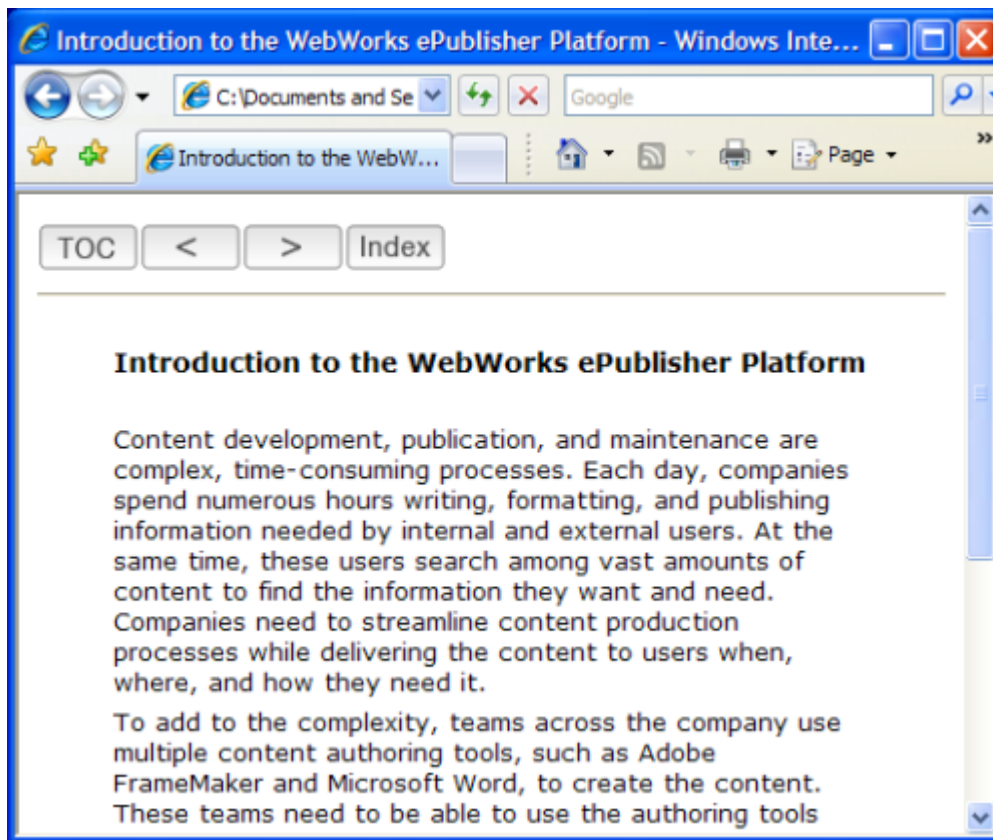 Introduction to the WebWorks ePublisher Platform - Windows Inte...
C:\Documents and Se
Google
Introduction to the WebW...
Page
»
TOC < > Index
Introduction to the WebWorks ePublisher Platform
Content development, publication, and maintenance are
complex, time-consuming processes. Each day, companies
spend numerous hours writing, formatting, and publishing
information needed by internal and external users. At the
same time, these users search among vast amounts of
content to find the information they want and need.
Companies need to streamline content production
processes while delivering the content to users when,
where, and how they need it.
To add to the complexity, teams across the company use
multiple content authoring tools, such as Adobe
FrameMaker and Microsoft Word, to create the content.
These teams need to be able to use the authoring tools